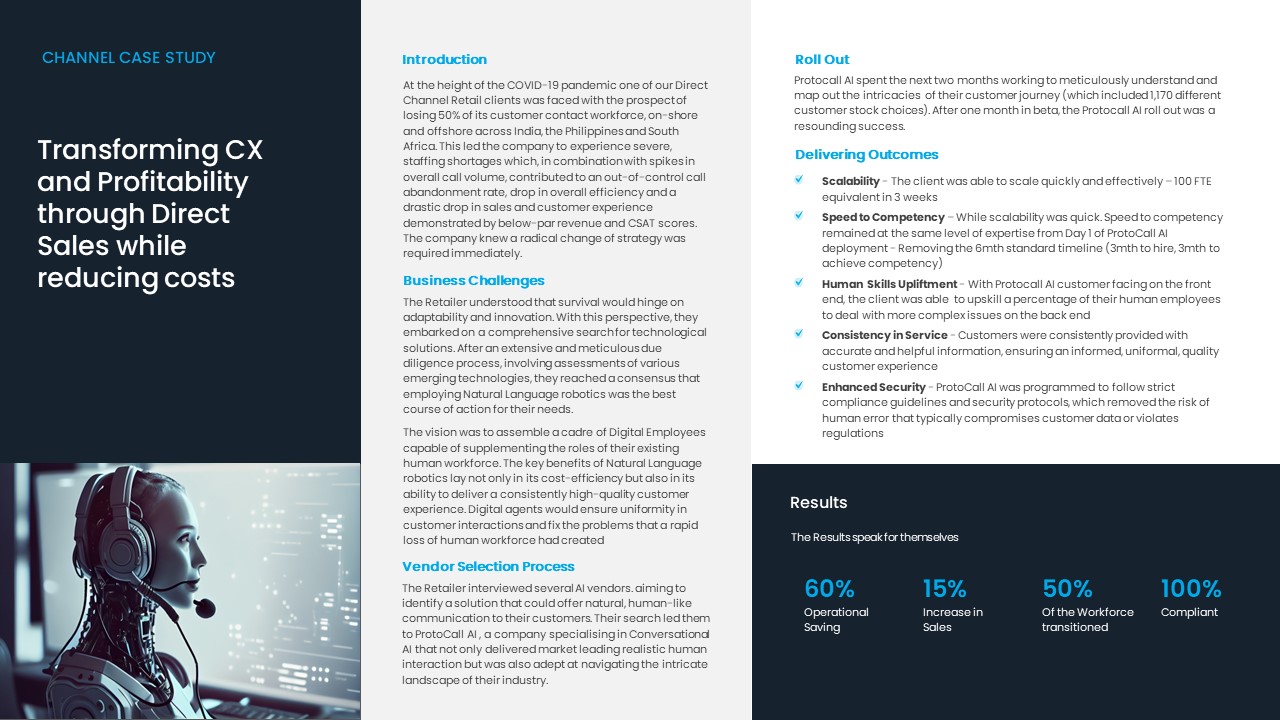 CHANNEL CASE STUDY
Transforming CX
and Profitability
through Direct
Sales while
reducing costs
Introduction
At the height of the COVID-19 pandemic one of our Direct
Channel Retail clients was faced with the prospect of
losing 50% of its customer contact workforce, on-shore
and offshore across India, the Philippines and South
Africa. This led the company to experience severe,
staffing shortages which, in combination with spikes in
overall call volume, contributed to an out-of-control call
abandonment rate, drop in overall efficiency and a
drastic drop in sales and customer experience
demonstrated by below-par revenue and CSAT scores.
The company knew a radical change of strategy was
required immediately.
Business Challenges
The Retailer understood that survival would hinge on
adaptability and innovation. With this perspective, they
embarked on a comprehensive search for technological
solutions. After an extensive and meticulous due
diligence process, involving assessments of various
emerging technologies, they reached a consensus that
employing Natural Language robotics was the best
course of action for their needs.
The vision was to assemble a cadre of Digital Employees
capable of supplementing the roles of their existing
human workforce. The key benefits of Natural Language
robotics lay not only in its cost-efficiency but also in its
ability to deliver a consistently high-quality customer
experience. Digital agents would ensure uniformity in
customer interactions and fix the problems that a rapid
loss of human workforce had created
Vendor Selection Process
The Retailer interviewed several AI vendors. aiming to
identify a solution that could offer natural, human-like
communication to their customers. Their search led them
to ProtoCall AI , a company specialising in Conversational
AI that not only delivered market leading realistic human
interaction but was also adept at navigating the intricate
landscape of their industry.
Roll Out
Protocall AI spent the next two months working to meticulously understand and
map out the intricacies of their customer journey (which included 1,170 different
customer stock choices). After one month in beta, the Protocall AI roll out was a
resounding success.
Delivering Outcomes
Scalability - The client was able to scale quickly and effectively – 100 FTE
equivalent in 3 weeks
Speed to Competency – While scalability was quick. Speed to competency
remained at the same level of expertise from Day 1 of ProtoCall AI
deployment - Removing the 6mth standard timeline (3mth to hire, 3mth to
achieve competency)
Human Skills Upliftment - With Protocall AI customer facing on the front
end, the client was able to upskill a percentage of their human employees
to deal with more complex issues on the back end
Consistency in Service - Customers were consistently provided with
accurate and helpful information, ensuring an informed, uniformal, quality
customer experience
Enhanced Security - ProtoCall AI was programmed to follow strict
compliance guidelines and security protocols, which removed the risk of
human error that typically compromises customer data or violates
regulations
Results
The Results speak for themselves
60%
Operational
Saving
15%
Increase in
Sales
50%
Of the Workforce
transitioned
100%
Compliant